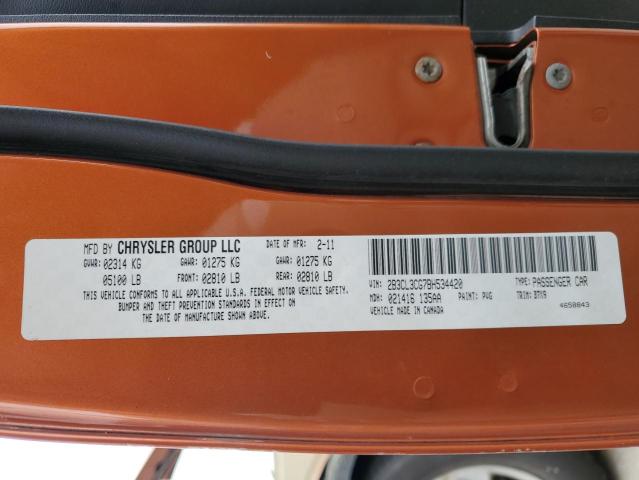 MFD BY CHRYSLER GROUP LLC DATE OF MFR 2-11
GVWR: 02314 KG GAWR: 01275 KG GAWR: 01275 KG
05100 LB FRONT: 02810 LB REAR: 02810 LB
THIS VEHICLE CONFORMS TO ALL APPLICABLE U.S.A. FEDERAL MOTOR VEHICLE SAFETY,
BUMPER AND THEFT PREVENTION STANDARDS IN EFFECT ON
THE DATE OF MANUFACTURE SHOWN ABOVE.
VIN: 2B3CL3CG7BH534420 TYPE: PASSENGER CAR
MDH: 021416 135AA PAINT: PVG TRIM: BTX9
VEHICLE MADE IN CANADA 4658843